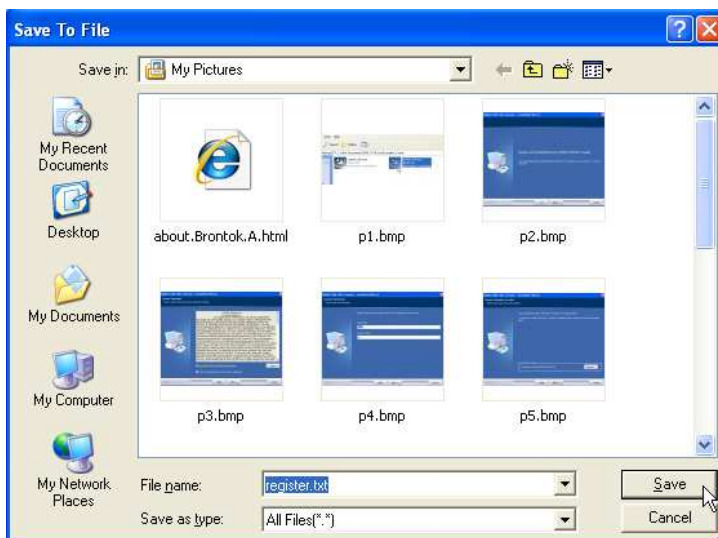 Save To File
Save in: My Pictures
My Recent
Documents
Desktop
My Documents
My Computer
My Network
Places
about.Brontok.A.html p1.bmp p2.bmp
p3.bmp p4.bmp p5.bmp
File name: register.txt Save
Save as type: All Files(*.*) Cancel